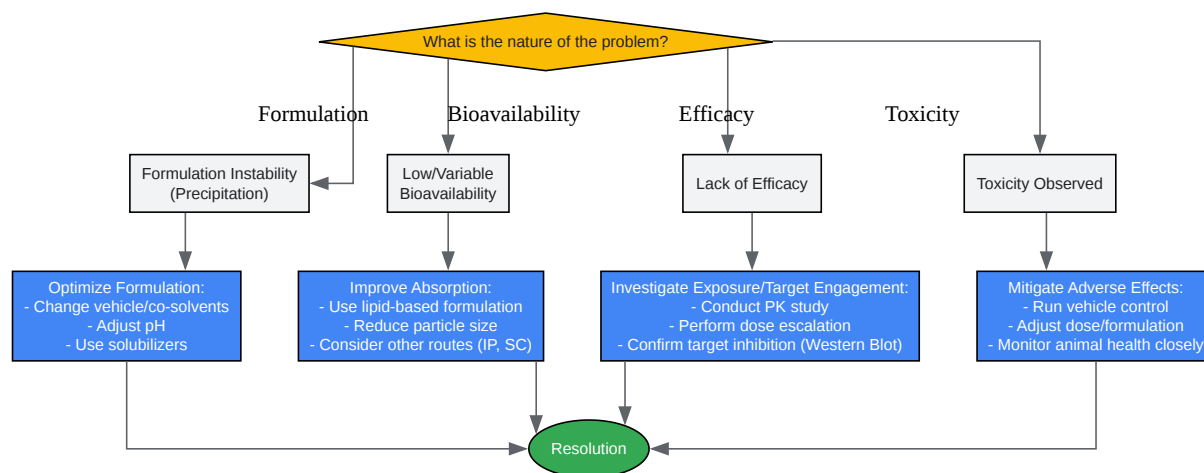 What is the nature of the problem?
Formulation
Bioavailability
Efficacy
Toxicity
Formulation Instability
(Precipitation)
Low/Variable
Bioavailability
Lack of Efficacy
Toxicity Observed
Optimize Formulation:
- Change vehicle/co-solvents
- Adjust pH
- Use solubilizers
Improve Absorption:
- Use lipid-based formulation
- Reduce particle size
- Consider other routes (IP, SC)
Investigate Exposure/Target Engagement:
- Conduct PK study
- Perform dose escalation
- Confirm target inhibition (Western Blot)
Mitigate Adverse Effects:
- Run vehicle control
- Adjust dose/formulation
- Monitor animal health closely
Resolution